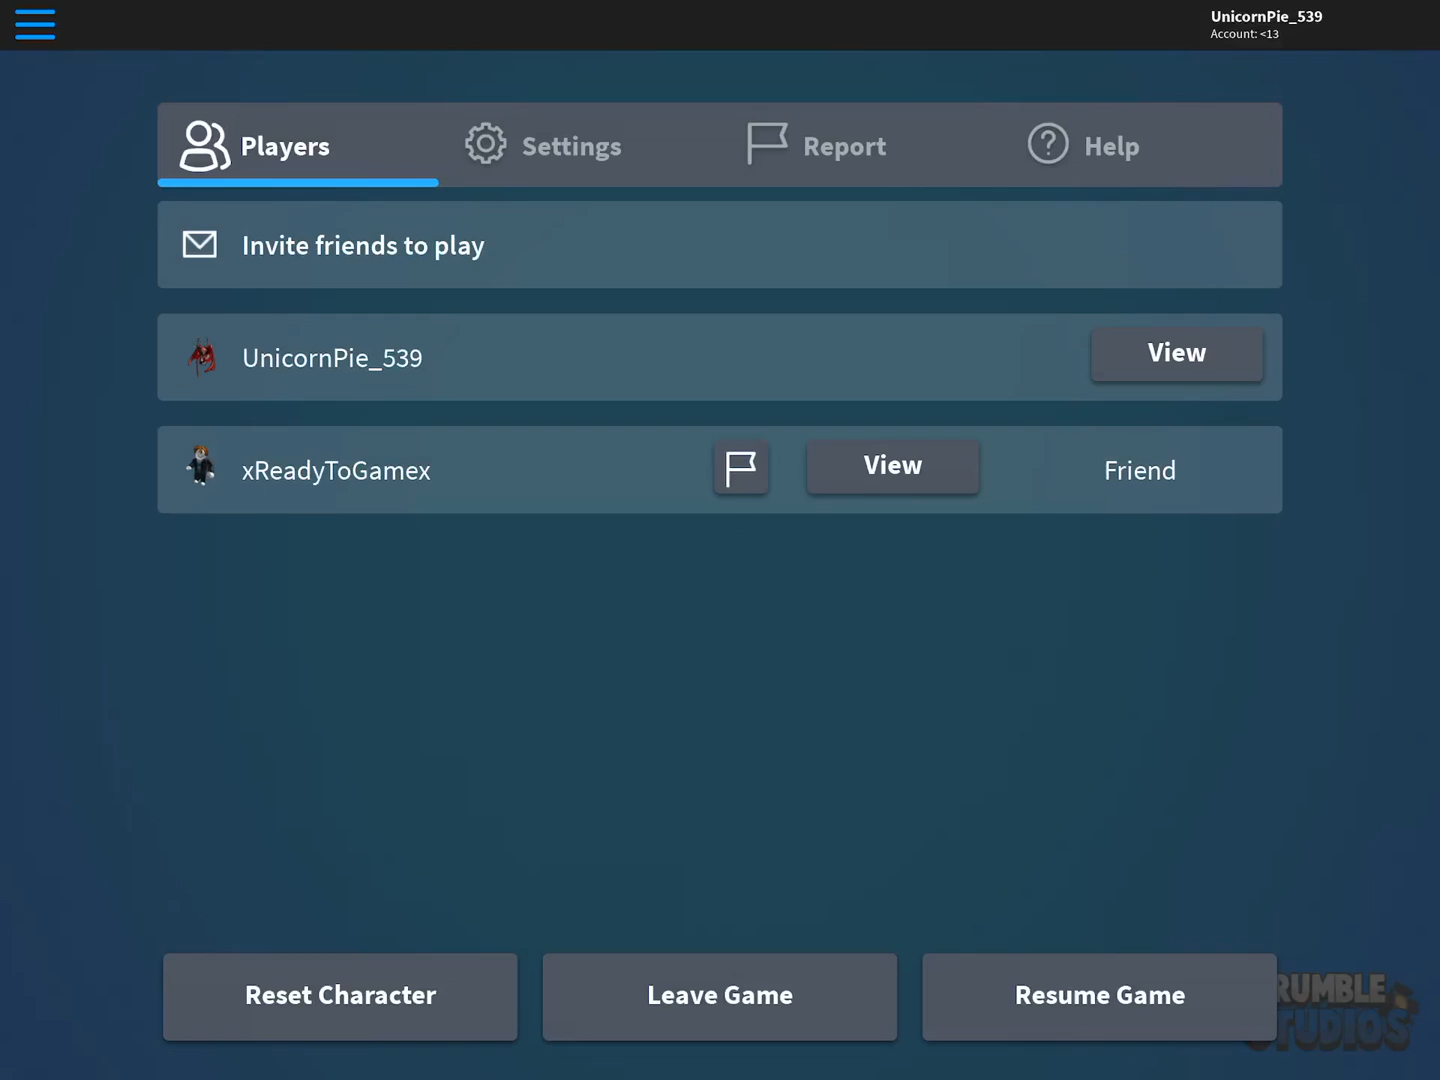 UnicornPie_539
Account: <13
Players
Settings
Report
Help
Invite friends to play
UnicornPie_539
View
xReadyToGamex
View
Friend
Reset Character
Leave Game
Resume Game
RUMBLE
STUDIOS